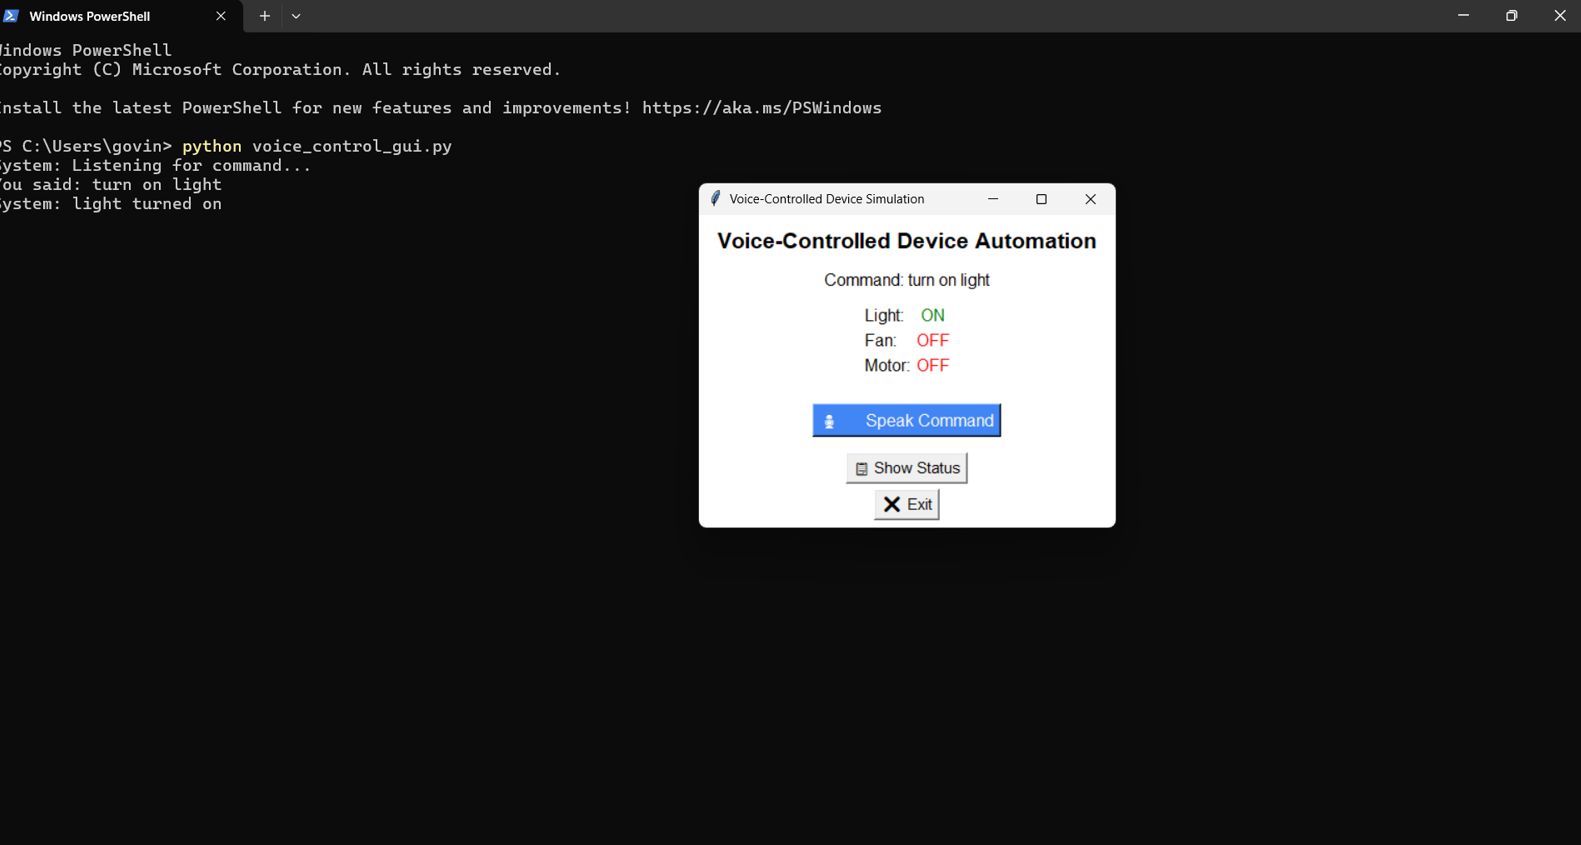 Windows PowerShell
indows PowerShell
opyright (C) Microsoft Corporation. All rights reserved.
nstall the latest PowerShell for new features and improvements! https://aka.ms/PSWindows
PS C:\Users\govin> python voice_control_gui.py
ystem: Listening for command...
ou said: turn on light
ystem: light turned on
Voice-Controlled Device Simulation
Voice-Controlled Device Automation
Command: turn on light
Light: ON
Fan: OFF
Motor: OFF
Speak Command
Show Status
Exit